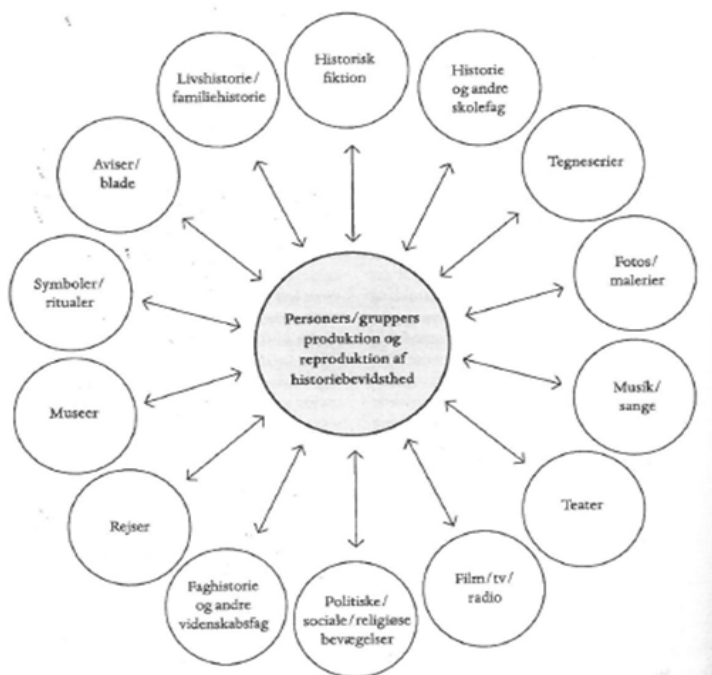 Historisk
fiktion
Historie
og andre
skolefag
Tegneserier
Fotos/
malerier
Musik/
sange
Teater
Film/tv/
radio
Politiske/
sociale/religiøse
bevægelser
Faghistorie
og andre
videnskabsfag
Rejser
Museer
Symboler/
ritualer
Aviser/
blade
Livshistorie/
familiehistorie
Personers/gruppers
produktion og
reproduktion af
historiebevidsthed